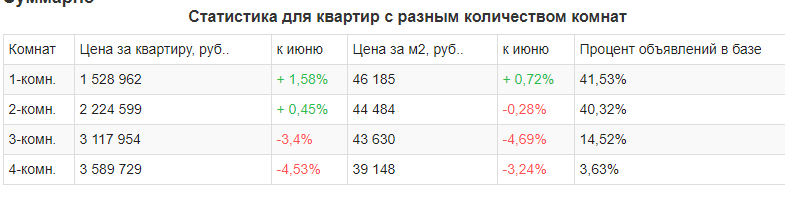 Суммарно
Статистика для квартир с разным количеством комнат
Комнат Цена за квартиру, руб.. к июню Цена за м2, руб.. к июню Процент объявлений в базе
1-комн. 1 528 962 + 1,58% 46 185 + 0,72% 41,53%
2-комн. 2 224 599 + 0,45% 44 484 -0,28% 40,32%
3-комн. 3 117 954 -3,4% 43 630 -4,69% 14,52%
4-комн. 3 589 729 -4,53% 39 148 -3,24% 3,63%